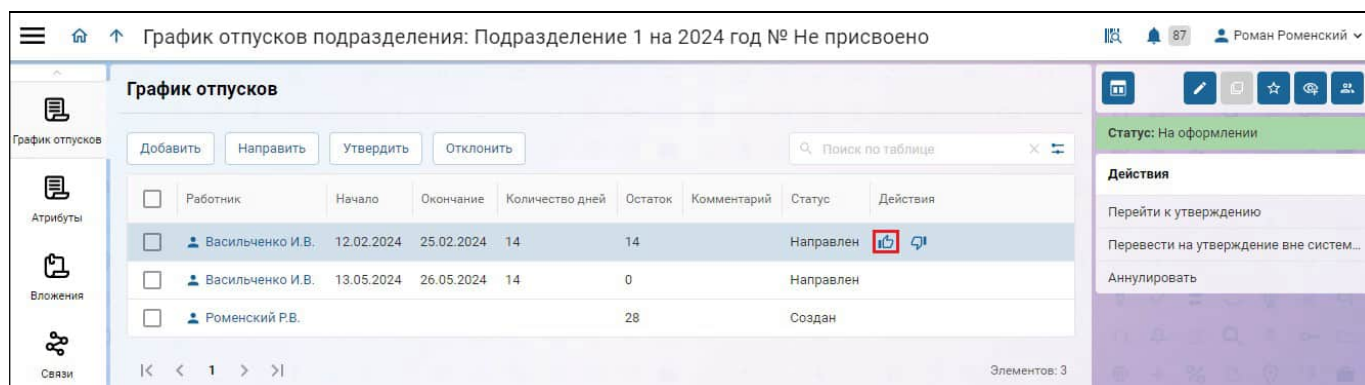 График отпусков подразделения: Подразделение 1 на 2024 год № Не присвоено
87 Роман Роменский
График отпусков
Атрибуты
Вложения
Связи
График отпусков
Добавить Направить Утвердить Отклонить Поиск по таблице
Работник Начало Окончание Количество дней Остаток Комментарий Статус Действия
Васильченко И.В. 12.02.2024 25.02.2024 14 14 Направлен
Васильченко И.В. 13.05.2024 26.05.2024 14 0 Направлен
Роменский Р.В. 28 Создан
1 Элементов: 3
Статус: На оформлении
Действия
Перейти к утверждению
Перевести на утверждение вне систем...
Аннулировать